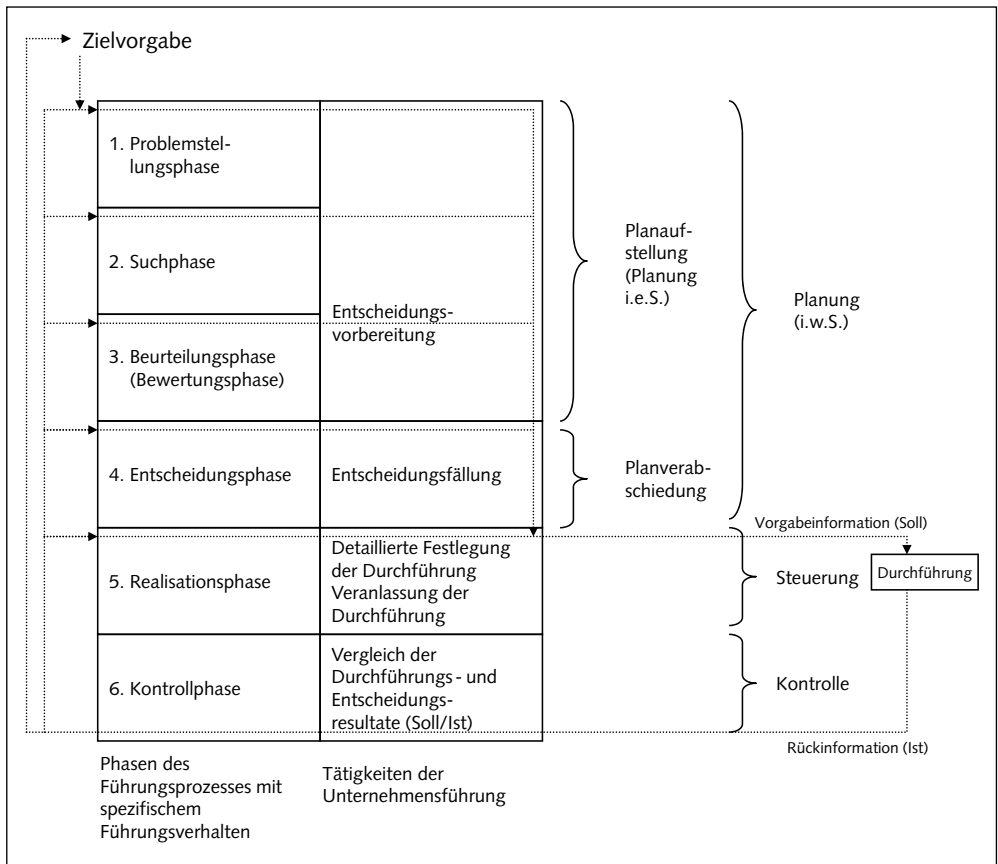 Zielvorgabe
1. Problemstel-
lungsphase
2. Suchphase
3. Beurteilungsphase
(Bewertungsphase)
4. Entscheidungsphase
5. Realisationsphase
6. Kontrollphase
Entscheidungs-
vorbereitung
Entscheidungsfällung
Detaillierte Festlegung
der Durchführung
Veranlassung der
Durchführung
Vergleich der
Durchführungs- und
Entscheidungs-
resultate (Soll/Ist)
Planauf-
stellung
(Planung
i.e.S.)
Planverab-
schiedung
Planung
(i.w.S.)
Vorgabeinformation (Soll)
Steuerung
Durchführung
Kontrolle
Rückinformation (Ist)
Phasen des
Führungsprozesses mit
spezifischem
Führungsverhalten
Tätigkeiten der
Unternehmensführung